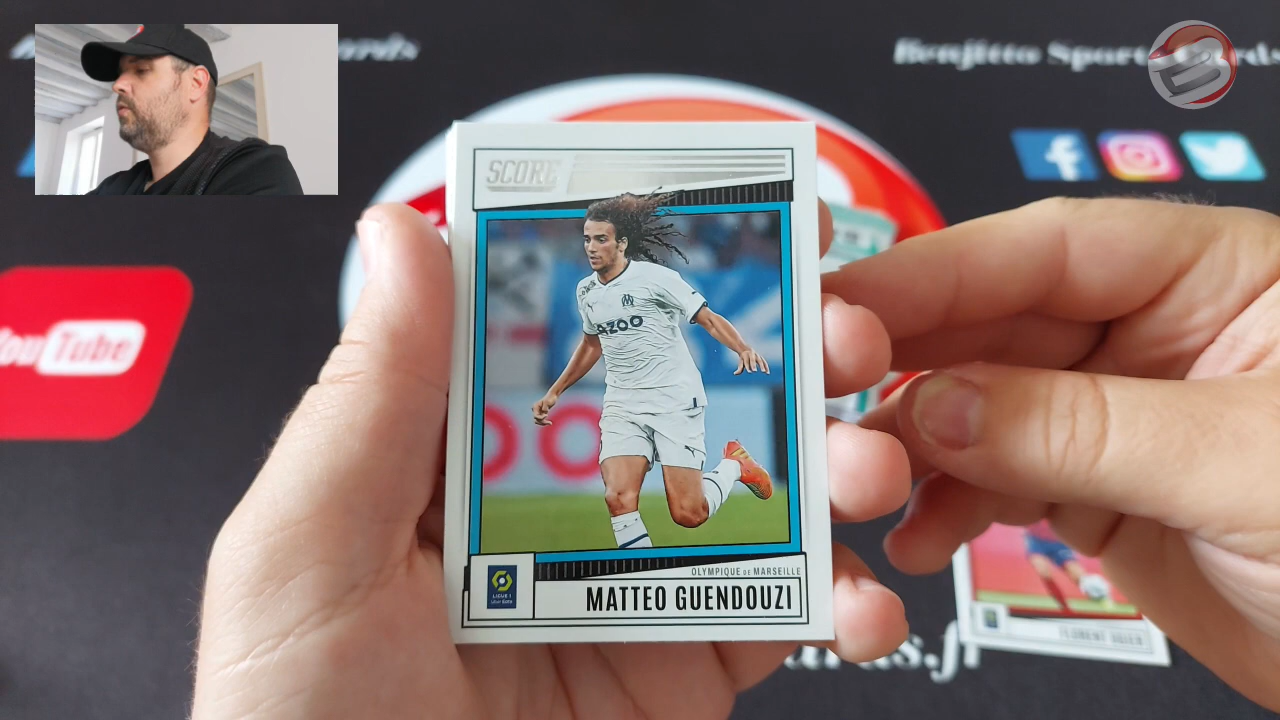 Benjitto Sports Cards
SCORE
AZOO
OLYMPIQUE DE MARSEILLE
MATTEO GUENDOUZI
LIGUE 1
Uber Eats
YouTube